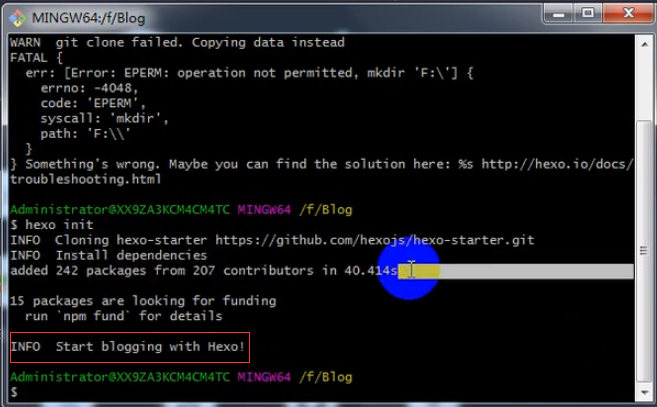 MINGW64:/f/Blog
WARN  git clone failed. Copying data instead
FATAL {
  err: [Error: EPERM: operation not permitted, mkdir 'F:\'] {
    errno: -4048,
    code: 'EPERM',
    syscall: 'mkdir',
    path: 'F:\\'
  }
} Something's wrong. Maybe you can find the solution here: %s http://hexo.io/docs/
troubleshooting.html
Administrator@XX9ZA3KCM4CM4TC MINGW64 /f/Blog
$ hexo init
INFO  Cloning hexo-starter https://github.com/hexojs/hexo-starter.git
INFO  Install dependencies
added 242 packages from 207 contributors in 40.414s
15 packages are looking for funding
  run `npm fund` for details
INFO  Start blogging with Hexo!
Administrator@XX9ZA3KCM4CM4TC MINGW64 /f/Blog
$